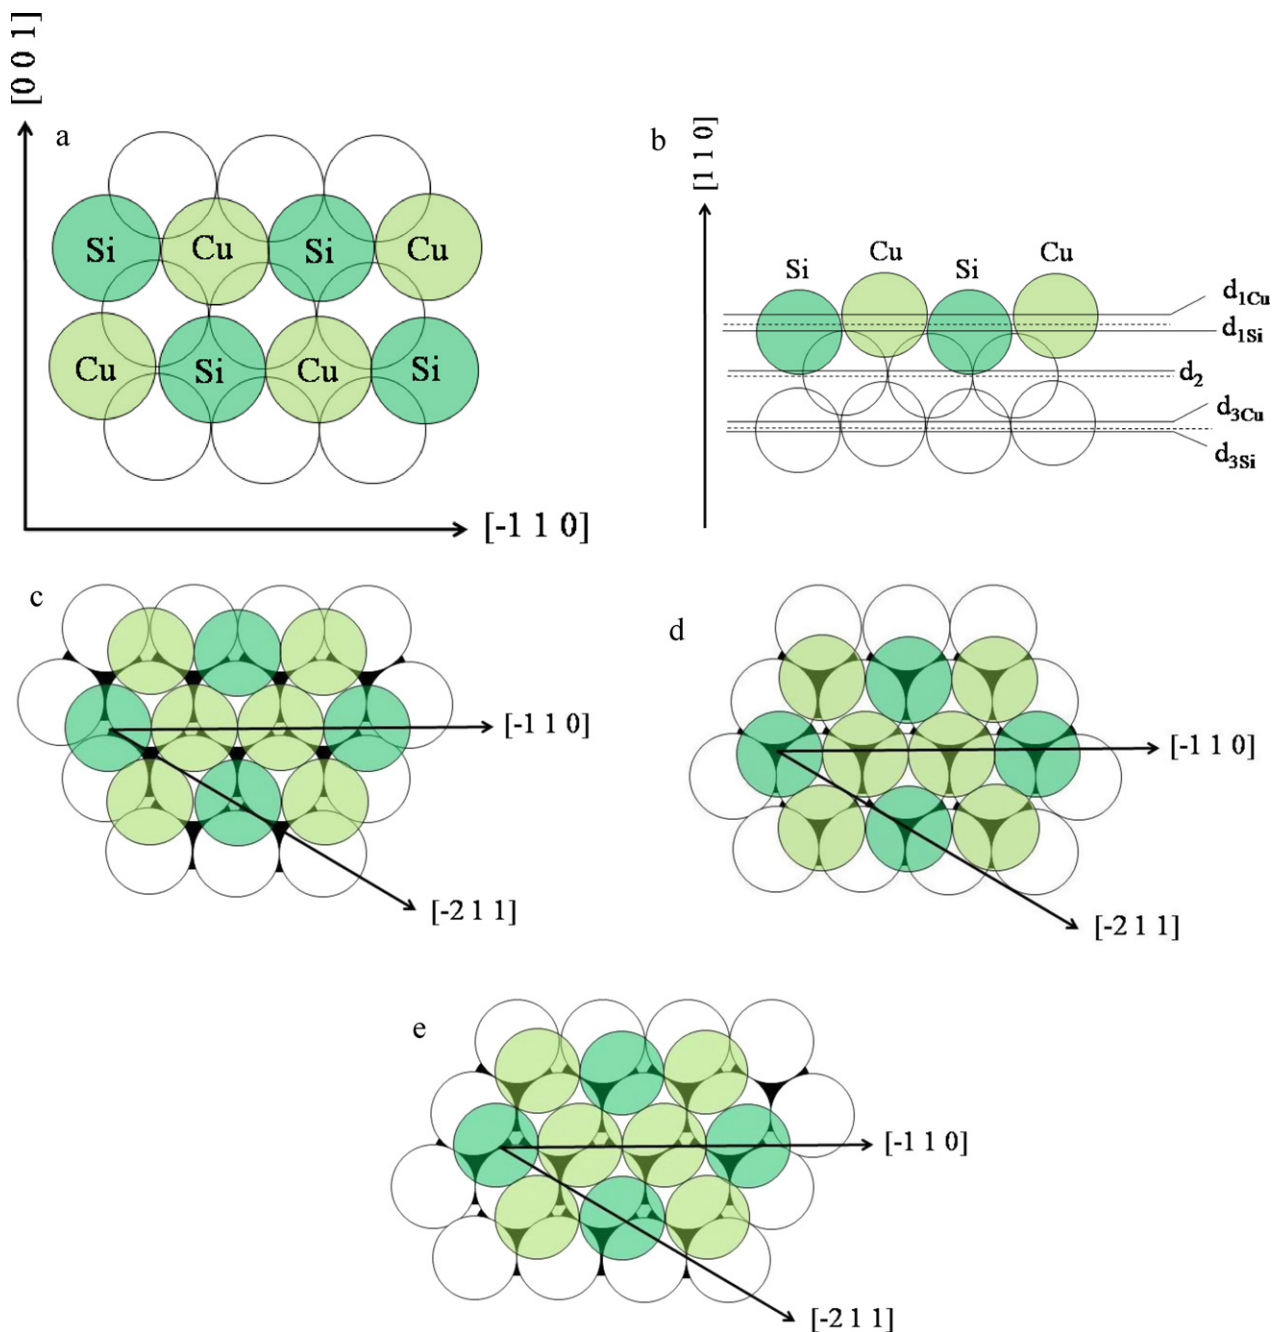 [0 0 1]
a
Si Cu Si Cu
Cu Si Cu Si
[-1 1 0]
b
[1 1 0]
Si Cu Si Cu
d1Cu
d1Si
d2
d3Cu
d3Si
c
[-1 1 0]
[-2 1 1]
d
[-1 1 0]
[-2 1 1]
e
[-1 1 0]
[-2 1 1]